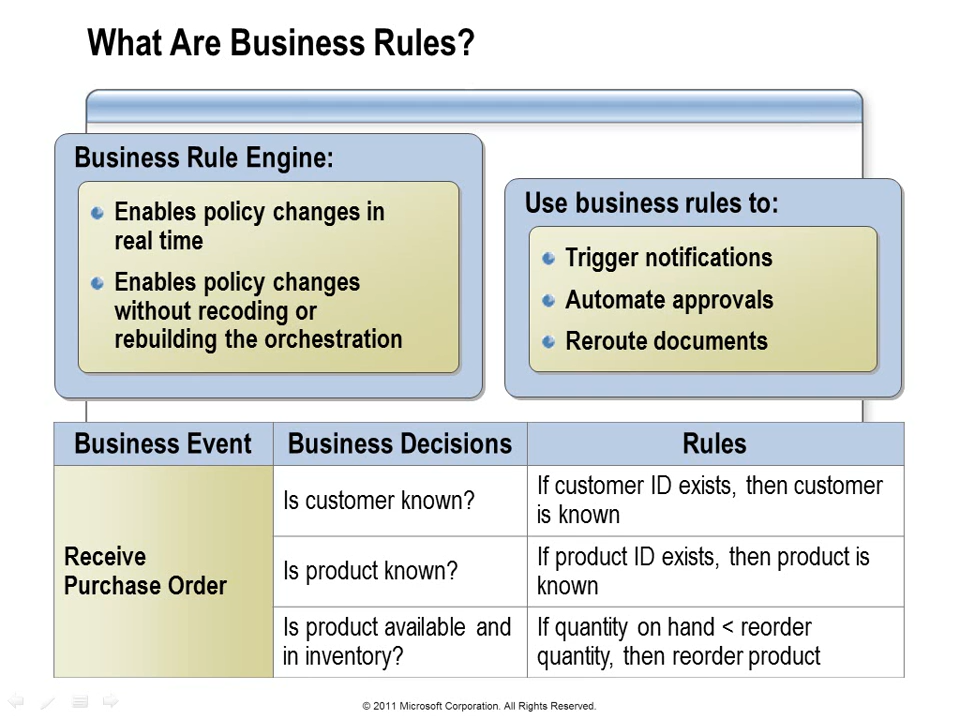 What Are Business Rules?
Business Rule Engine:
Enables policy changes in
real time
Enables policy changes
without recoding or
rebuilding the orchestration
Use business rules to:
Trigger notifications
Automate approvals
Reroute documents
Business Event
Business Decisions
Rules
Receive
Purchase Order
Is customer known?
If customer ID exists, then customer
is known
Is product known?
If product ID exists, then product is
known
Is product available and
in inventory?
If quantity on hand < reorder
quantity, then reorder product
© 2011 Microsoft Corporation. All Rights Reserved.